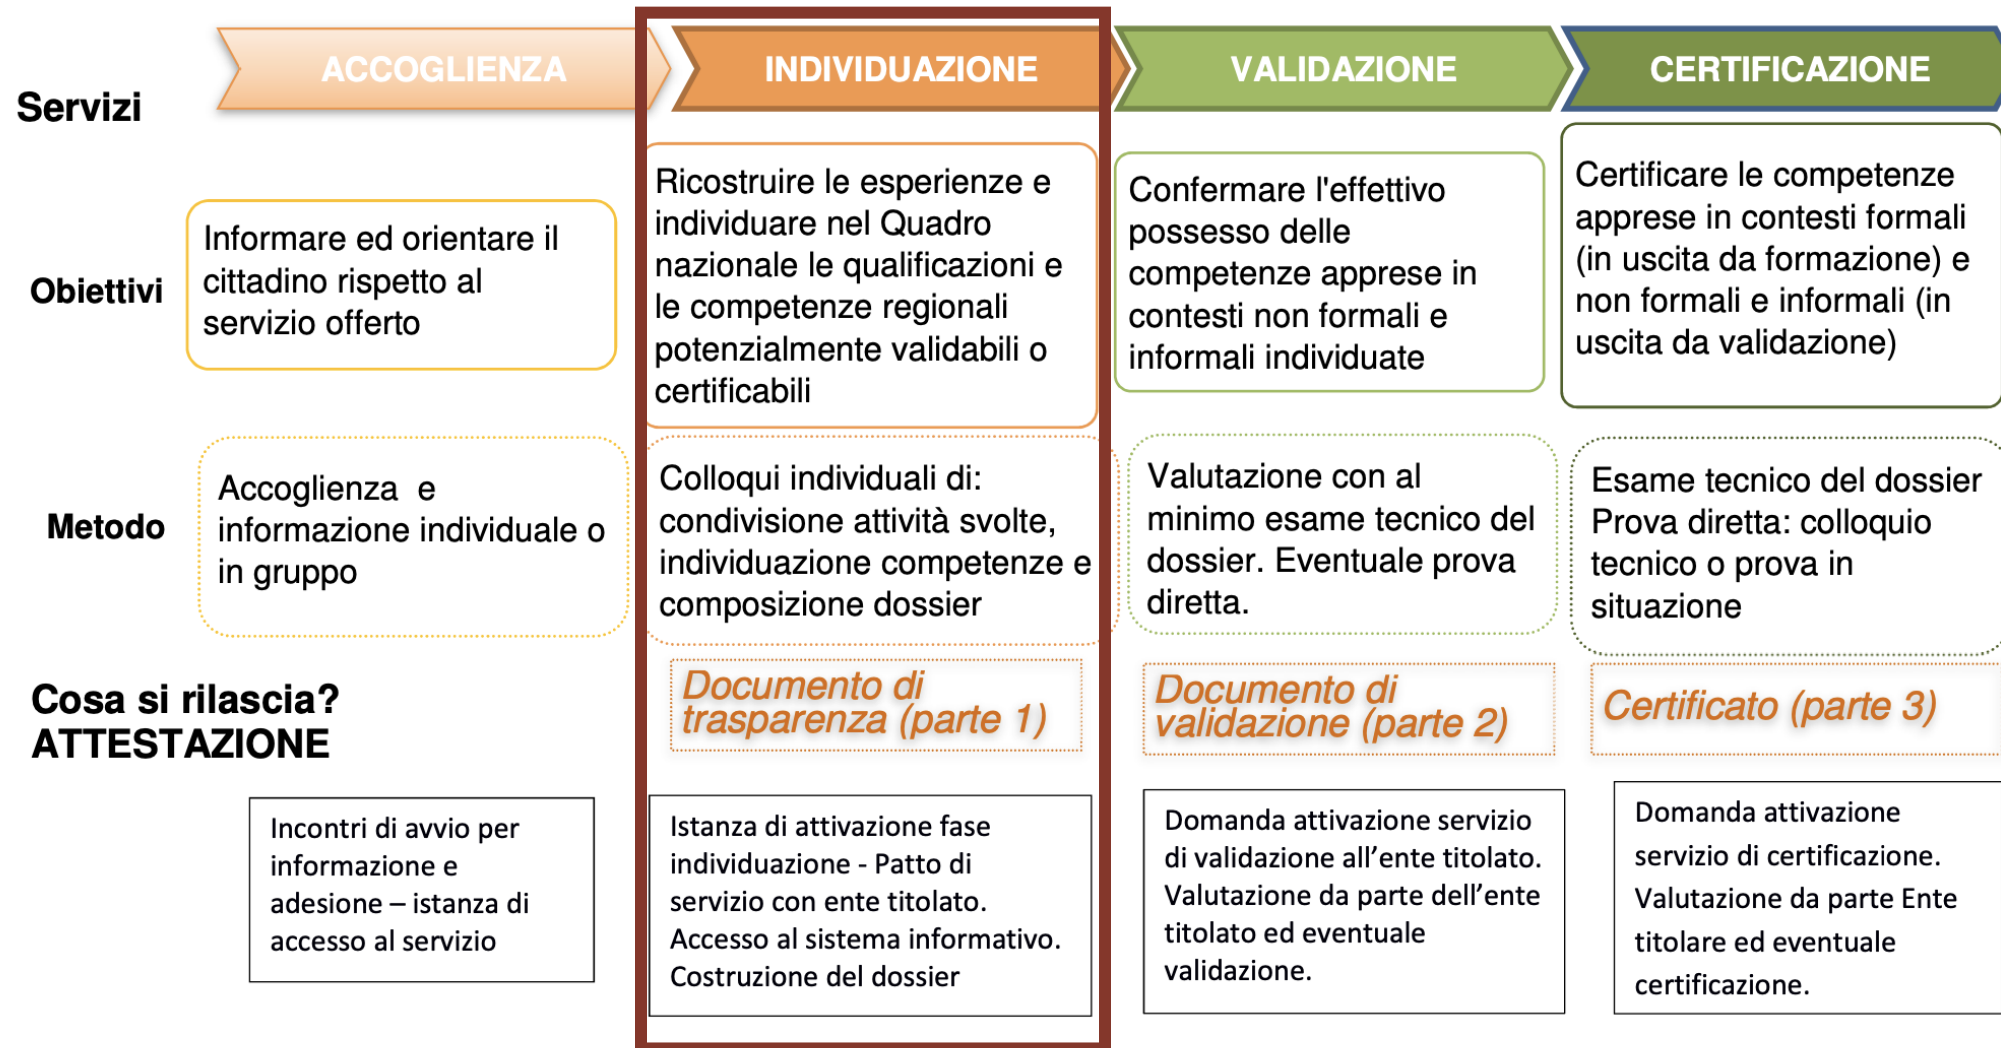 Servizi
ACCOGLIENZA
INDIVIDUAZIONE
VALIDAZIONE
CERTIFICAZIONE
Obiettivi
Informare ed orientare il
cittadino rispetto al
servizio offerto
Ricostruire le esperienze e
individuare nel Quadro
nazionale le qualificazioni e
le competenze regionali
potenzialmente validabili o
certificabili
Confermare l'effettivo
possesso delle
competenze apprese in
contesti non formali e
informali individuate
Certificare le competenze
apprese in contesti formali
(in uscita da formazione) e
non formali e informali (in
uscita da validazione)
Metodo
Accoglienza e
informazione individuale o
in gruppo
Colloqui individuali di:
condivisione attività svolte,
individuazione competenze e
composizione dossier
Valutazione con al
minimo esame tecnico del
dossier. Eventuale prova
diretta.
Esame tecnico del dossier
Prova diretta: colloquio
tecnico o prova in
situazione
Cosa si rilascia?
ATTESTAZIONE
Documento di
trasparenza (parte 1)
Documento di
validazione (parte 2)
Certificato (parte 3)
Incontri di avvio per
informazione e
adesione – istanza di
accesso al servizio
Istanza di attivazione fase
individuazione - Patto di
servizio con ente titolato.
Accesso al sistema informativo.
Costruzione del dossier
Domanda attivazione servizio
di validazione all’ente titolato.
Valutazione da parte dell’ente
titolato ed eventuale
validazione.
Domanda attivazione
servizio di certificazione.
Valutazione da parte Ente
titolare ed eventuale
certificazione.